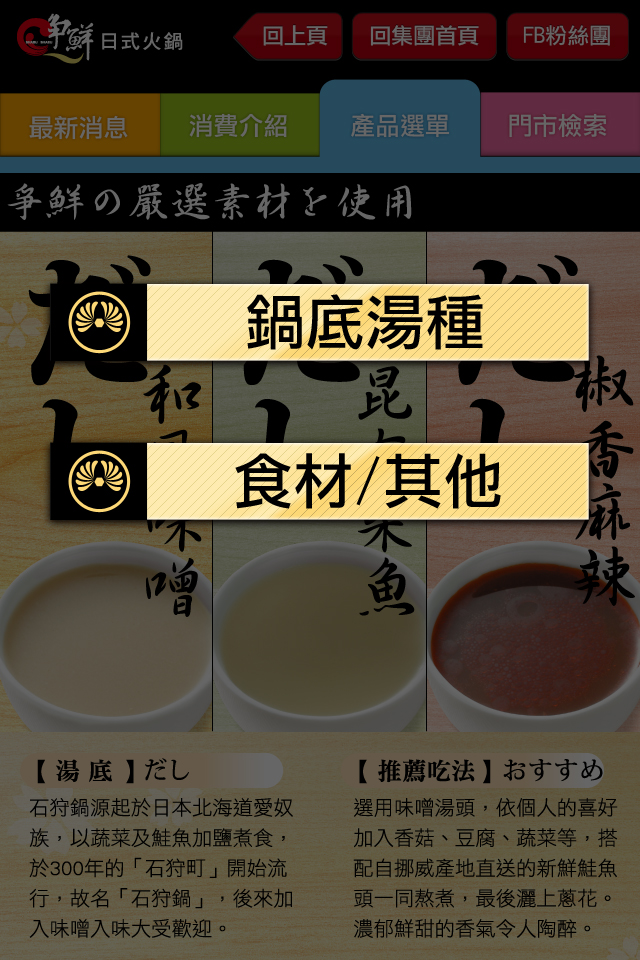 爭鮮 日式火鍋
回上頁
回集團首頁
FB粉絲團
最新消息
消費介紹
產品選單
門市檢索
爭鮮の嚴選素材を使用
鍋底湯種
食材/其他
だし
和
味噌
だし
昆
柴魚
だし
椒香麻辣
【湯底】だし
石狩鍋源起於日本北海道愛奴
族，以蔬菜及鮭魚加鹽煮食，
於300年的「石狩町」開始流
行，故名「石狩鍋」，後來加
入味噌入味大受歡迎。
【推薦吃法】おすすめ
選用味噌湯頭，依個人的喜好
加入香菇、豆腐、蔬菜等，搭
配自挪威產地直送的新鮮鮭魚
頭一同熬煮，最後灑上蔥花。
濃郁鮮甜的香氣令人陶醉。